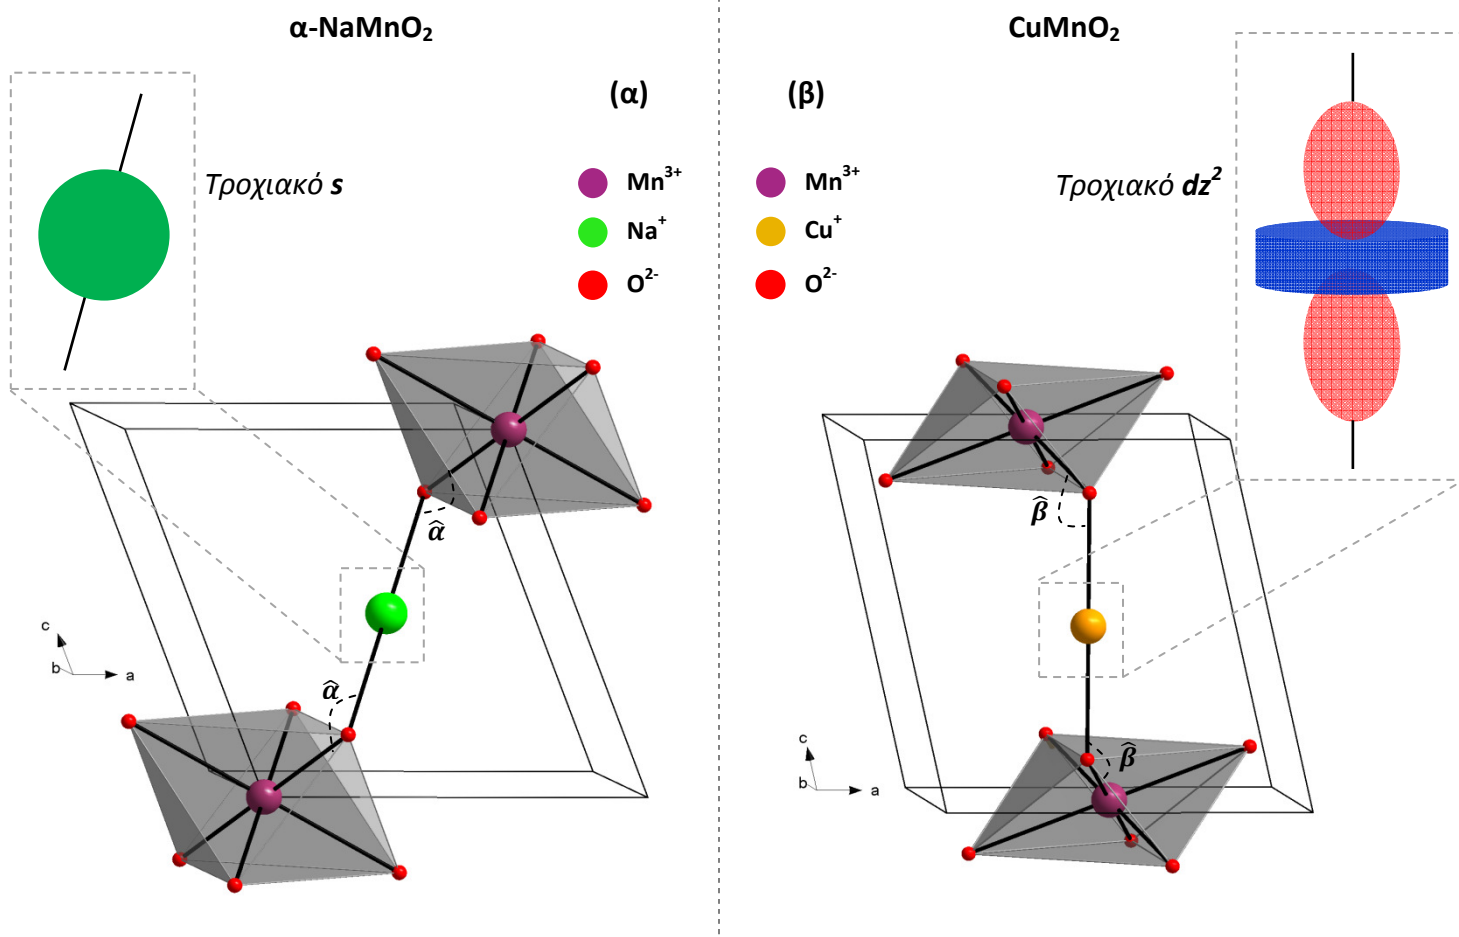 α-NaMnO₂
CuMnO₂
(α)
(β)
Τροχιακό s
Mn³⁺
Na⁺
O²⁻
Mn³⁺
Cu⁺
O²⁻
Τροχιακό dz²
α̂
α̂
c
b
a
β̂
β̂
c
b
a